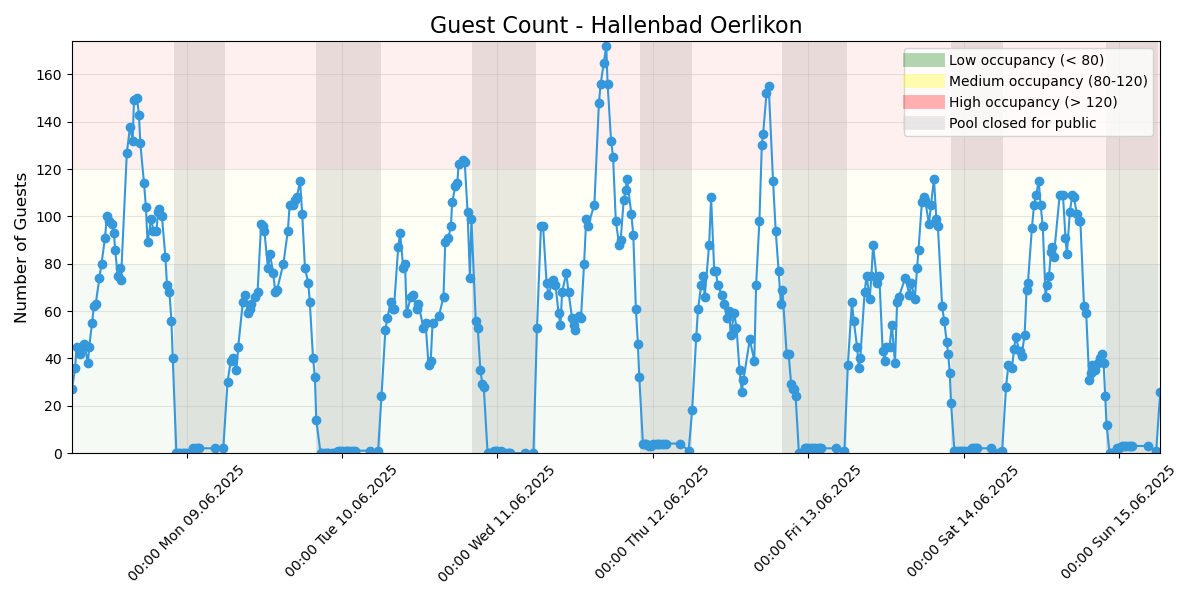 Guest Count - Hallenbad Oerlikon
Number of Guests
160
140
120
100
80
60
40
20
0
Low occupancy (< 80)
Medium occupancy (80-120)
High occupancy (> 120)
Pool closed for public
00:00 Mon 09.06.2025
00:00 Tue 10.06.2025
00:00 Wed 11.06.2025
00:00 Thu 12.06.2025
00:00 Fri 13.06.2025
00:00 Sat 14.06.2025
00:00 Sun 15.06.2025